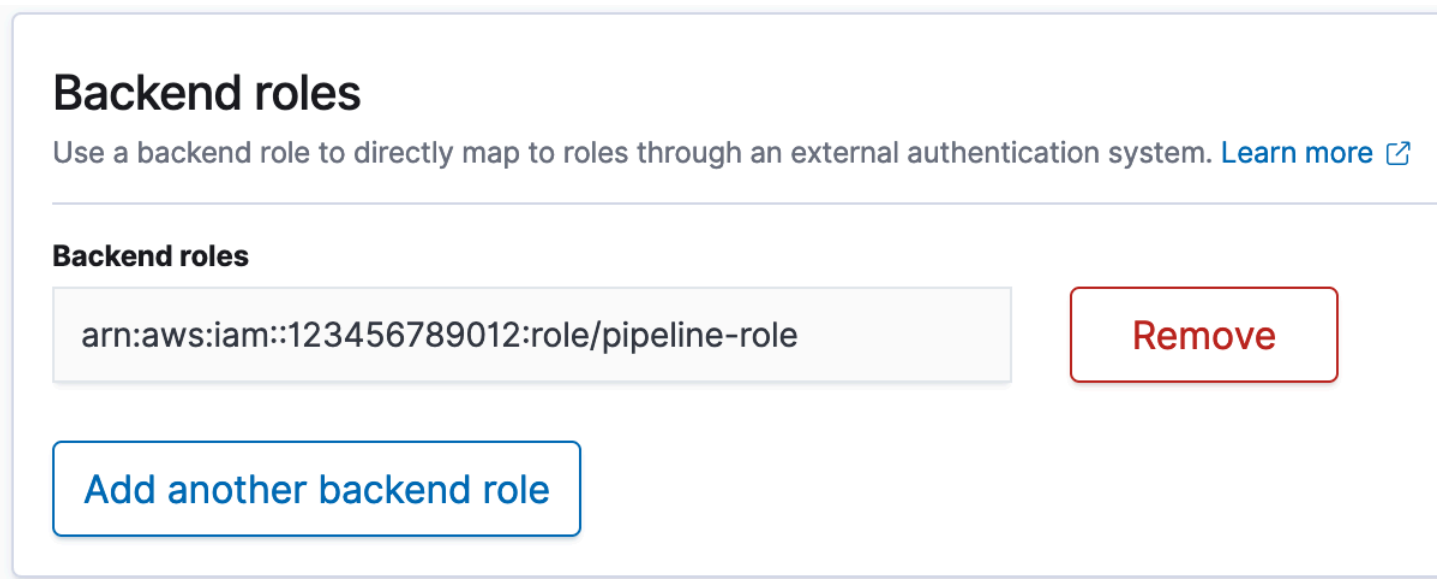 Backend roles
Use a backend role to directly map to roles through an external authentication system. Learn more
Backend roles
arn:aws:iam::123456789012:role/pipeline-role
Remove
Add another backend role